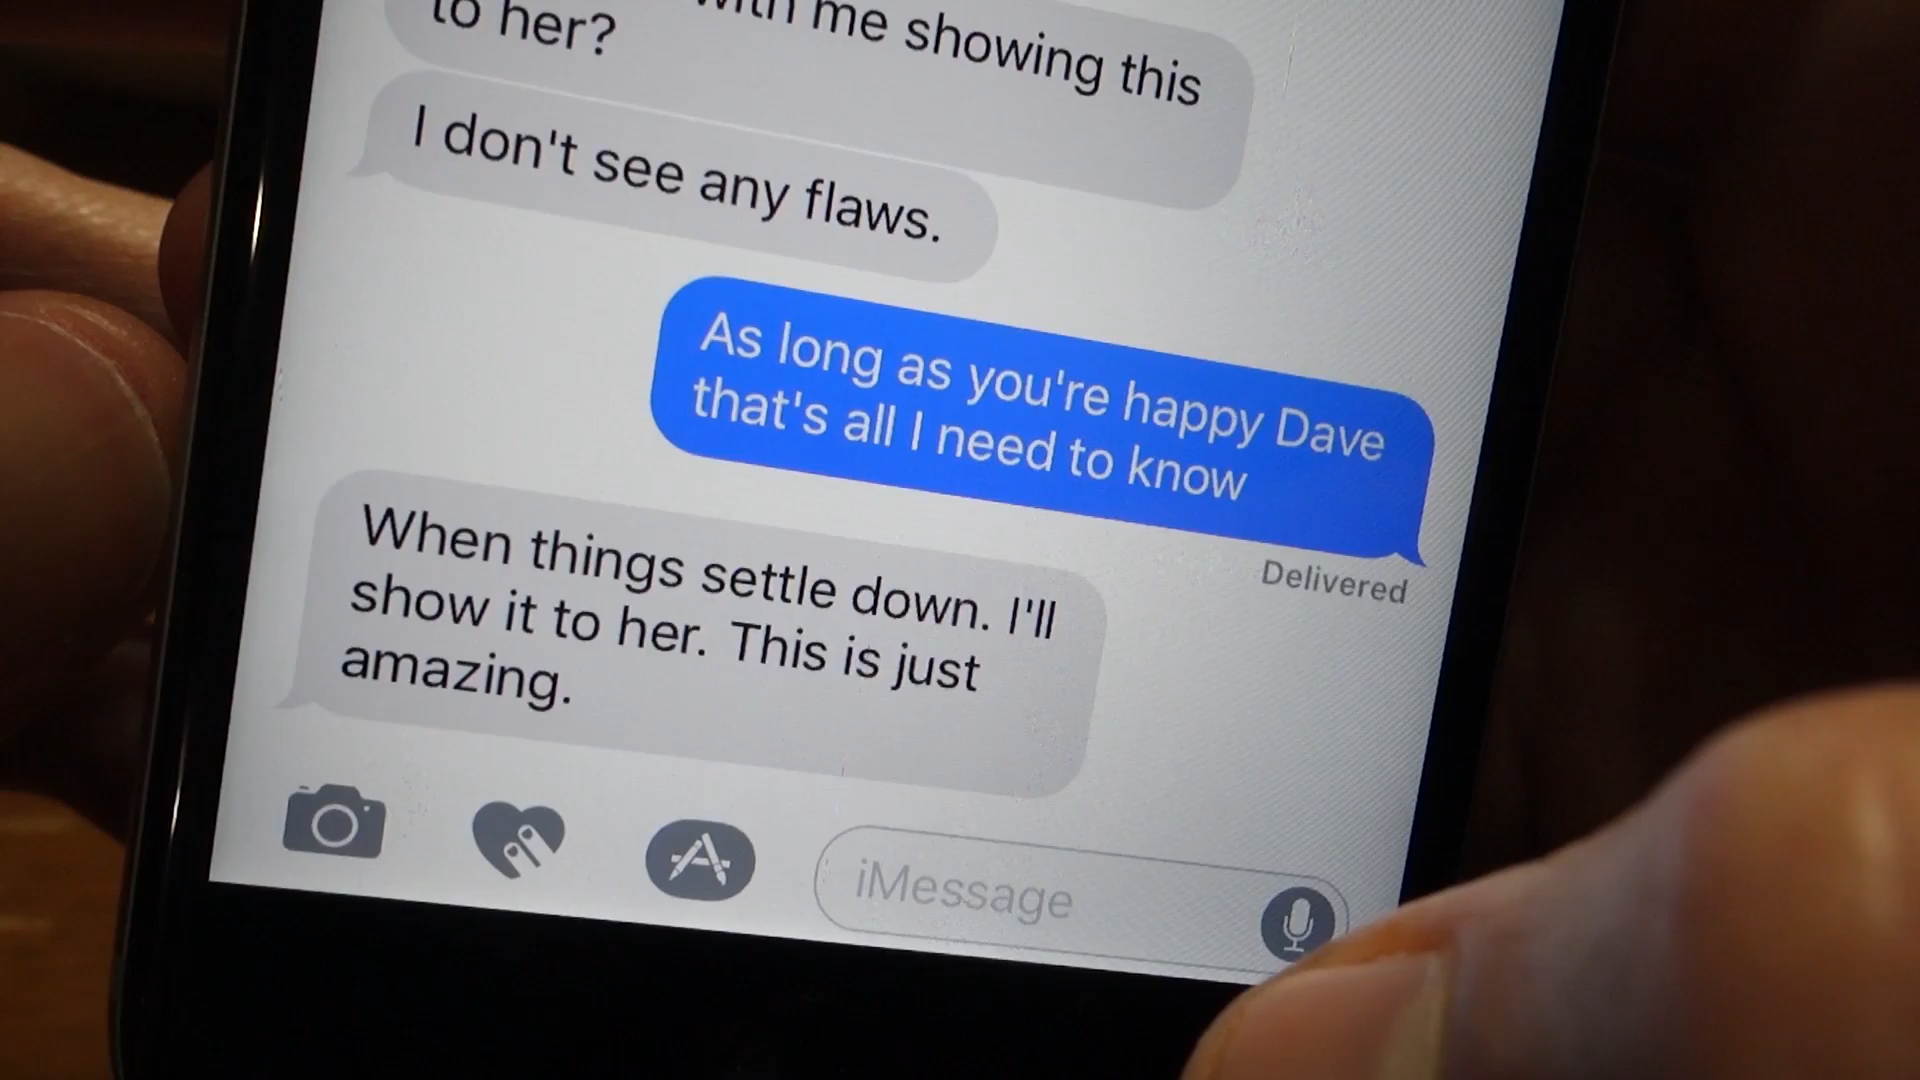 with me showing this
to her?
I don't see any flaws.
As long as you're happy Dave
that's all I need to know
Delivered
When things settle down. I'll
show it to her. This is just
amazing.
iMessage